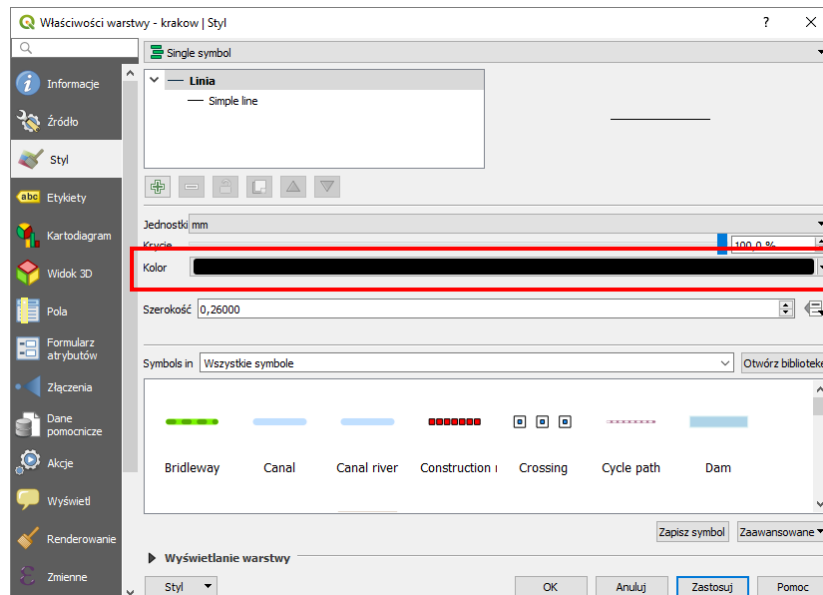 Właściwości warstwy - krakow | Styl
Single symbol
Informacje
Źródło
Styl
abc Etykiety
Kartodiagram
Widok 3D
Pola
Formularz
atrybutów
Złączenia
Dane
pomocnicze
Akcje
Wyświetl
Renderowanie
Zmienne
Linia
Simple line
Jednostki mm
Krycie 100,0 %
Kolor
Szerokość 0,26000
Symbols in Wszystkie symbole Otwórz bibliotekę
Bridleway Canal Canal river Construction r Crossing Cycle path Dam
Zapisz symbol Zaawansowane
Wyświetlanie warstwy
Styl OK Anuluj Zastosuj Pomoc